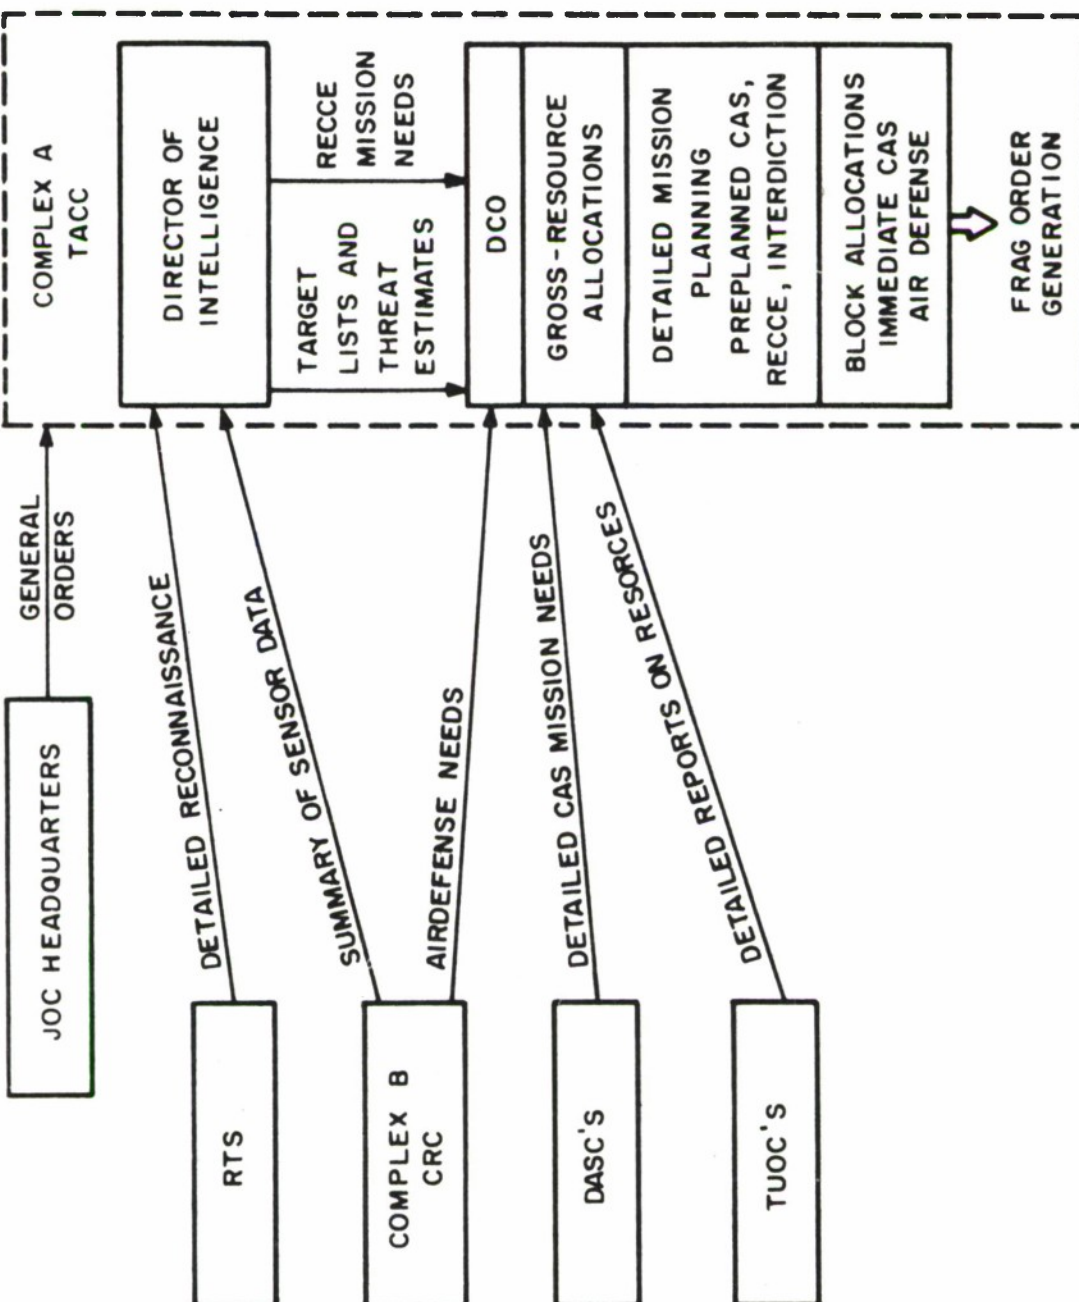 COMPLEX A
TACC
DIRECTOR OF
INTELLIGENCE
TARGET
LISTS AND
THREAT
ESTIMATES
RECCE
MISSION
NEEDS
DCO
GROSS-RESOURCE
ALLOCATIONS
DETAILED MISSION
PLANNING
PREPLANNED CAS,
RECCE, INTERDICTION
BLOCK ALLOCATIONS
IMMEDIATE CAS
AIR DEFENSE
FRAG ORDER
GENERATION
GENERAL
ORDERS
DETAILED RECONNAISSANCE
SUMMARY OF SENSOR DATA
AIRDEFENSE NEEDS
DETAILED CAS MISSION NEEDS
DETAILED REPORTS ON RESORCES
JOC HEADQUARTERS
RTS
COMPLEX B
CRC
DASC'S
TUOC'S